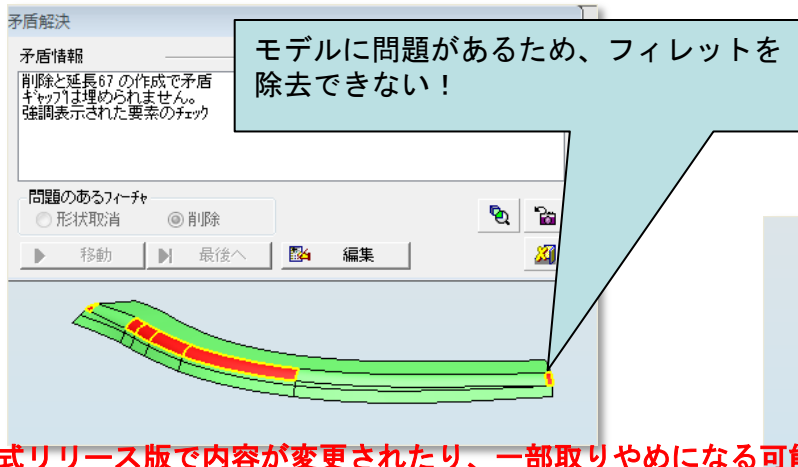 矛盾解決
モデルに問題があるため、フィレットを
除去できない！
矛盾情報
削除と延長67 の作成で矛盾
ギャップは埋められません。
強調表示された要素のチェック
問題のあるフィーチャ
形状取消 削除
移動 最後へ 編集
式リリース版で内容が変更されたり、一部取りやめになる可能